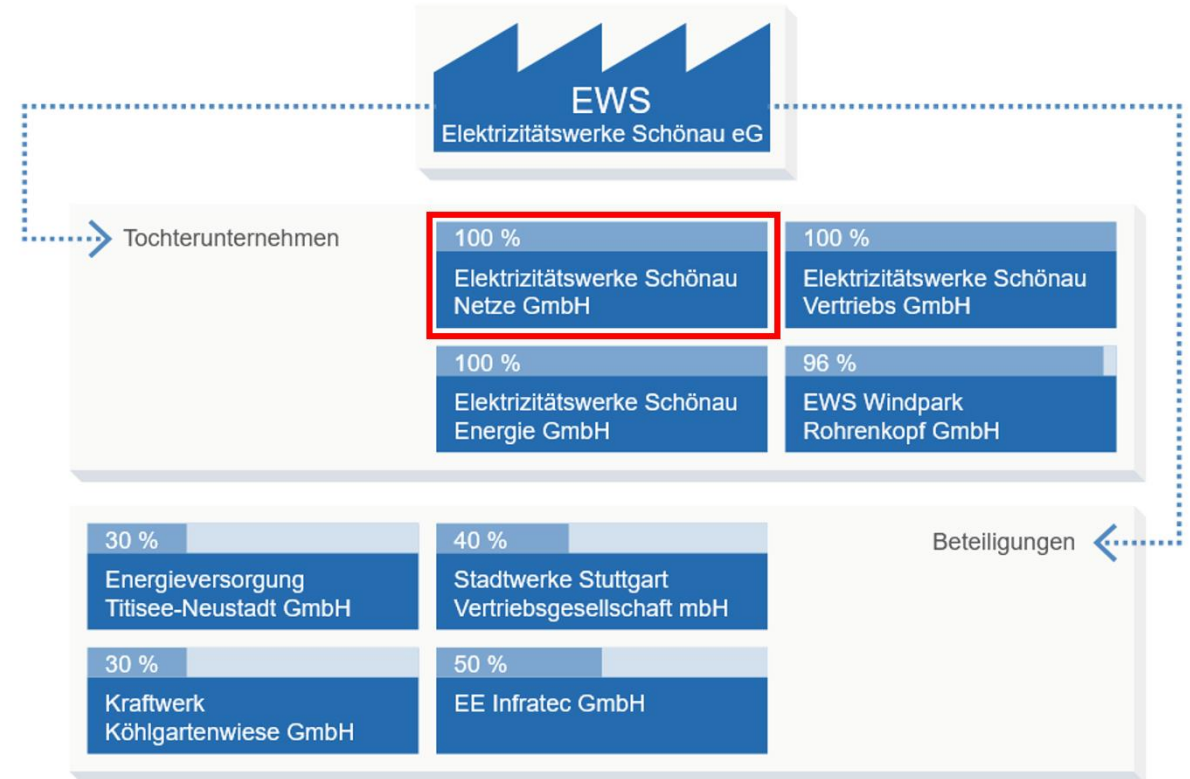 EWS
Elektrizitätswerke Schönau eG
Tochterunternehmen
100 %
Elektrizitätswerke Schönau
Netze GmbH
100 %
Elektrizitätswerke Schönau
Vertriebs GmbH
100 %
Elektrizitätswerke Schönau
Energie GmbH
96 %
EWS Windpark
Rohrenkopf GmbH
30 %
Energieversorgung
Titisee-Neustadt GmbH
40 %
Stadtwerke Stuttgart
Vertriebsgesellschaft mbH
Beteiligungen
30 %
Kraftwerk
Köhlgartenwiese GmbH
50 %
EE Infratec GmbH